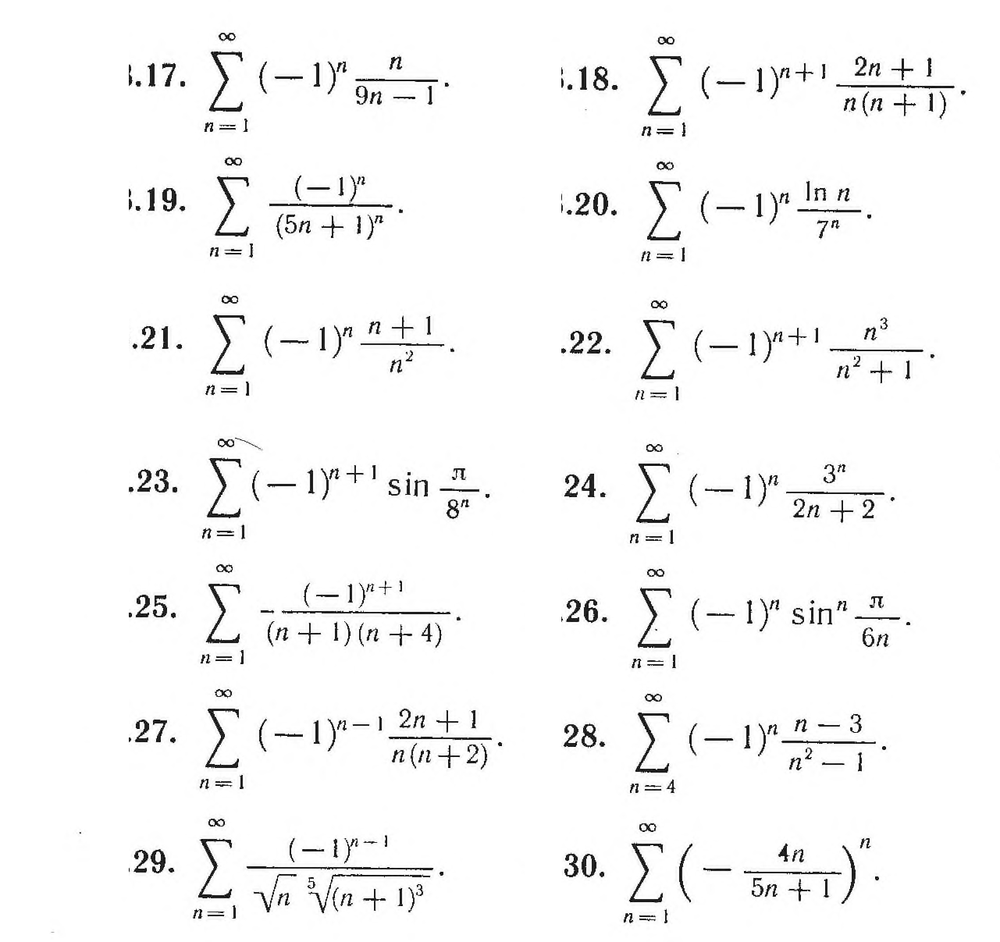 .17. $\sum_{n=1}^{\infty} (-1)^n \frac{n}{9n-1}.$
.18. $\sum_{n=1}^{\infty} (-1)^{n+1} \frac{2n+1}{n(n+1)}.$
.19. $\sum_{n=1}^{\infty} \frac{(-1)^n}{(5n+1)^n}.$
.20. $\sum_{n=1}^{\infty} (-1)^n \frac{\ln n}{7^n}.$
.21. $\sum_{n=1}^{\infty} (-1)^n \frac{n+1}{n^2}.$
.22. $\sum_{n=1}^{\infty} (-1)^{n+1} \frac{n^3}{n^2+1}.$
.23. $\sum_{n=1}^{\infty} (-1)^{n+1} \sin \frac{\pi}{8^n}.$
24. $\sum_{n=1}^{\infty} (-1)^n \frac{3^n}{2n+2}.$
.25. $\sum_{n=1}^{\infty} \frac{(-1)^{n+1}}{(n+1)(n+4)}.$
.26. $\sum_{n=1}^{\infty} (-1)^n \sin^n \frac{\pi}{6n}.$
.27. $\sum_{n=1}^{\infty} (-1)^{n-1} \frac{2n+1}{n(n+2)}.$
28. $\sum_{n=4}^{\infty} (-1)^n \frac{n-3}{n^2-1}.$
.29. $\sum_{n=1}^{\infty} \frac{(-1)^{n-1}}{\sqrt{n} \sqrt[5]{(n+1)^3}}.$
30. $\sum_{n=1}^{\infty} \left( -\frac{4n}{5n+1} \right)^n.$